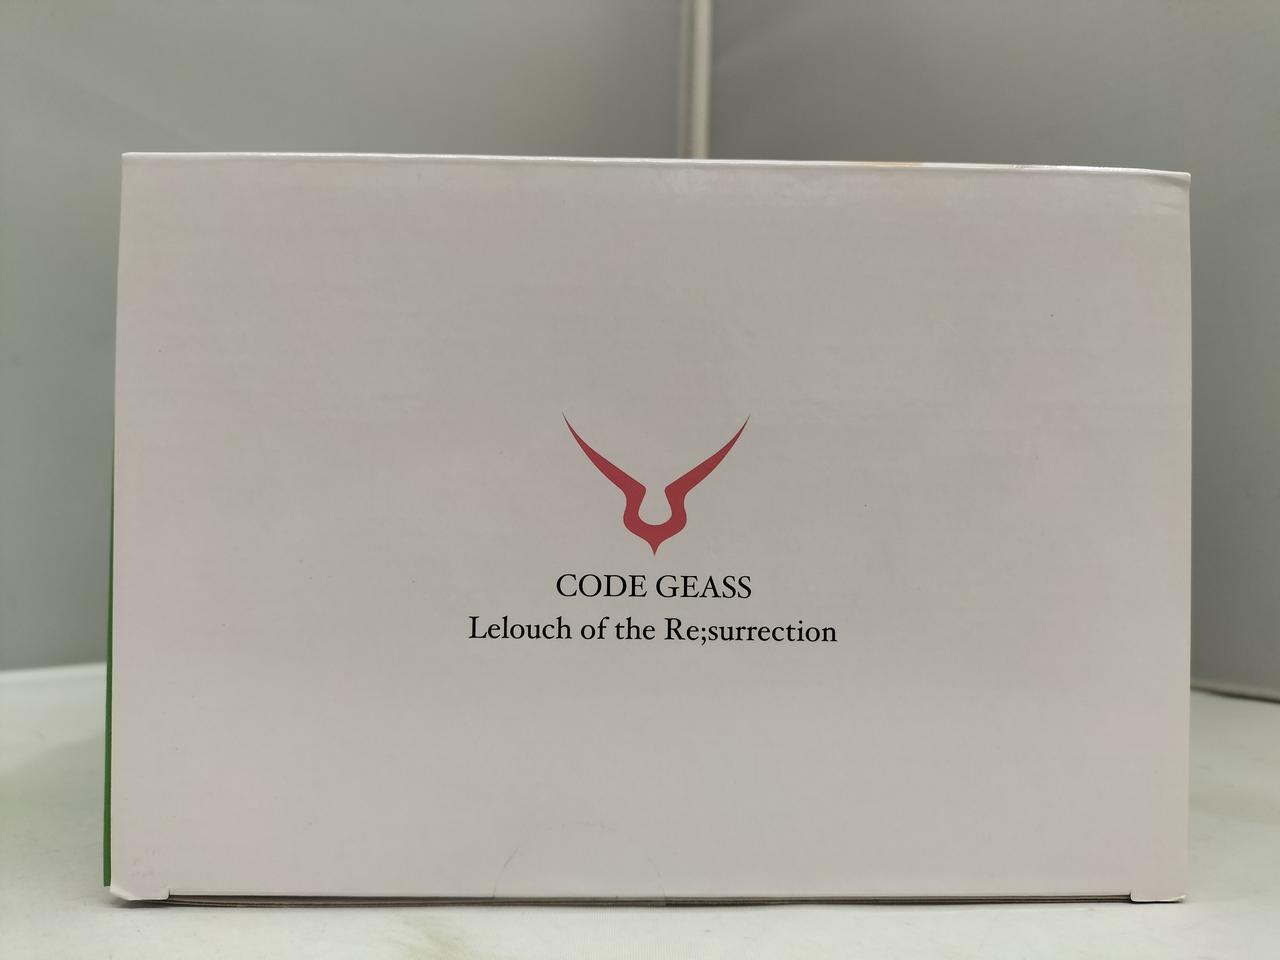 CODE GEASS
Lelouch of the Re;surrection